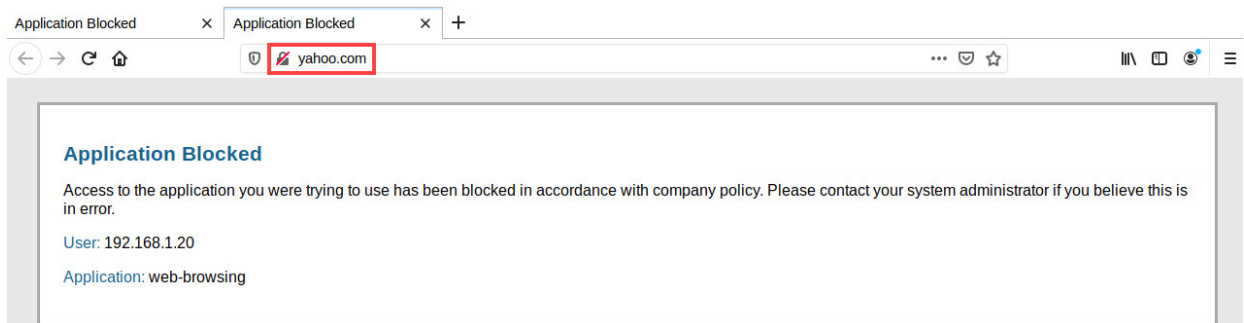 Application Blocked Application Blocked
yahoo.com
Application Blocked
Access to the application you were trying to use has been blocked in accordance with company policy. Please contact your system administrator if you believe this is
in error.
User: 192.168.1.20
Application: web-browsing